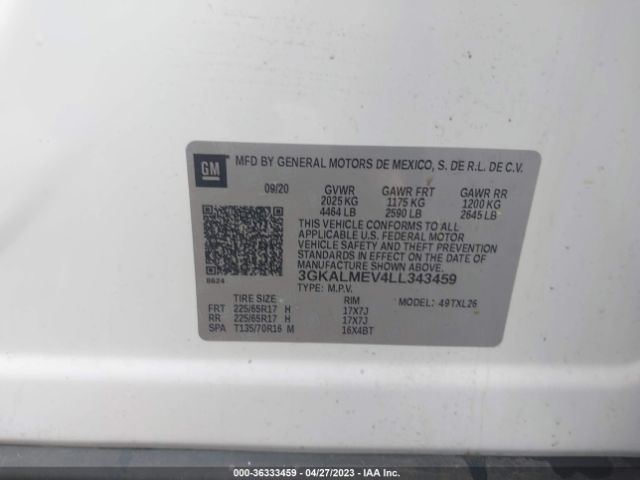 GM MFD BY GENERAL MOTORS DE MEXICO, S. DE R.L. DE C.V.
09/20 GVWR GAWR FRT GAWR RR
2025 KG 1175 KG 1200 KG
4464 LB 2590 LB 2645 LB
THIS VEHICLE CONFORMS TO ALL
APPLICABLE U.S. FEDERAL MOTOR
VEHICLE SAFETY AND THEFT PREVENTION
STANDARDS IN EFFECT ON THE DATE OF
MANUFACTURE SHOWN ABOVE.
8624 3GKALMEV4LL343459
TYPE: M.P.V. MODEL: 49TXL26
TIRE SIZE RIM
FRT 225/65R17 H 17X7J
RR 225/65R17 H 17X7J
SPA T135/70R16 M 16X4BT
000-36333459 - 04/27/2023 - IAAI.COM